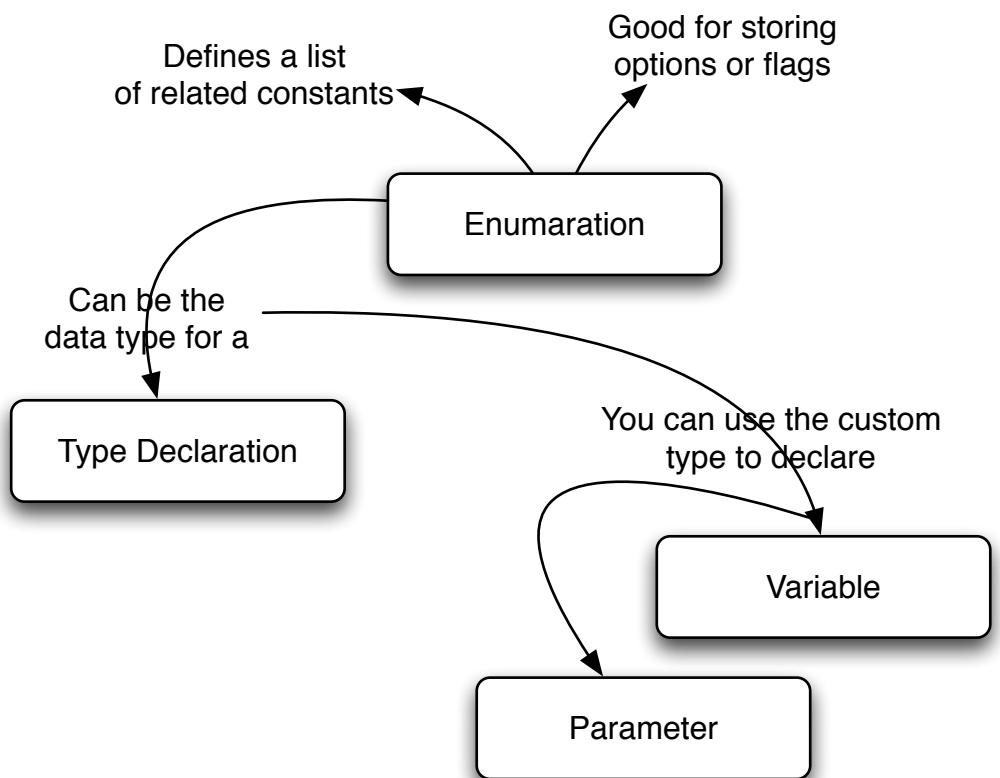 Defines a list
of related constants
Good for storing
options or flags
Enumaration
Can be the
data type for a
Type Declaration
You can use the custom
type to declare
Variable
Parameter